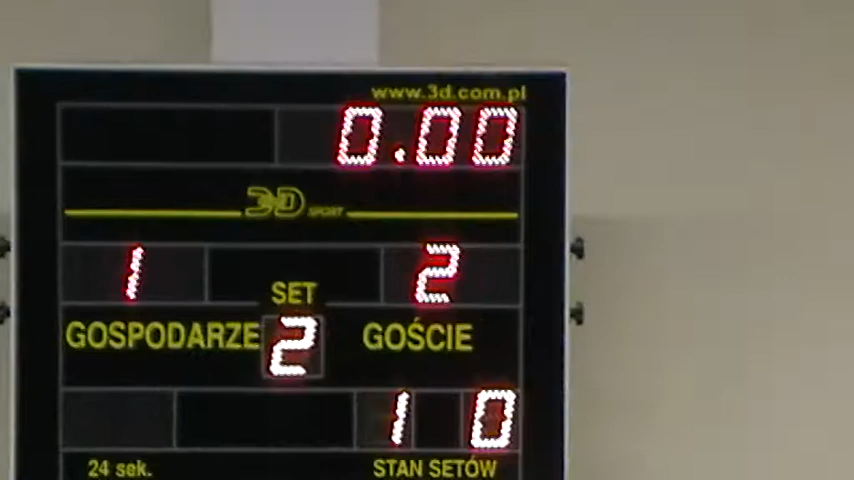 www.3d.com.pl
0.00
3D SPORT
1 2
SET
GOSPODARZE 2 GOŚCIE
1 0
24 sek. STAN SETÓW